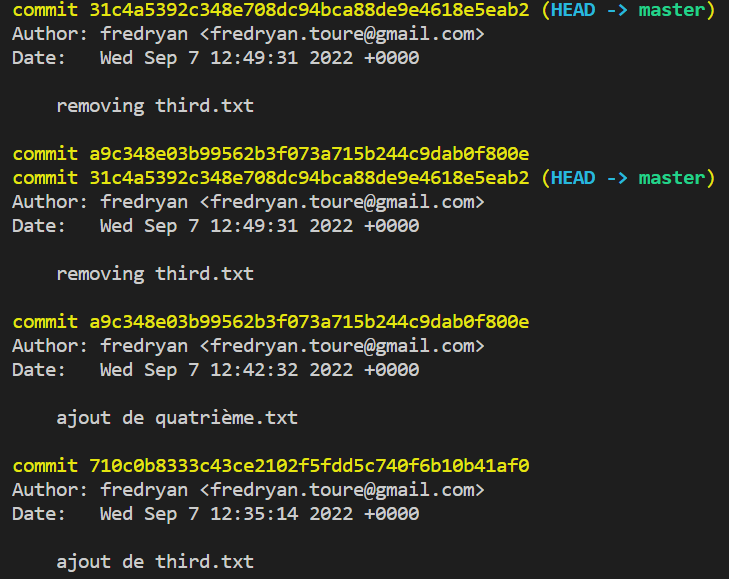 commit 31c4a5392c348e708dc94bca88de9e4618e5eab2 (HEAD -> master)
Author: fredryan <fredryan.toure@gmail.com>
Date:   Wed Sep 7 12:49:31 2022 +0000
removing third.txt
commit a9c348e03b99562b3f073a715b244c9dab0f800e
commit 31c4a5392c348e708dc94bca88de9e4618e5eab2 (HEAD -> master)
Author: fredryan <fredryan.toure@gmail.com>
Date:   Wed Sep 7 12:49:31 2022 +0000
removing third.txt
commit a9c348e03b99562b3f073a715b244c9dab0f800e
Author: fredryan <fredryan.toure@gmail.com>
Date:   Wed Sep 7 12:42:32 2022 +0000
ajout de quatrième.txt
commit 710c0b8333c43ce2102f5fdd5c740f6b10b41af0
Author: fredryan <fredryan.toure@gmail.com>
Date:   Wed Sep 7 12:35:14 2022 +0000
ajout de third.txt